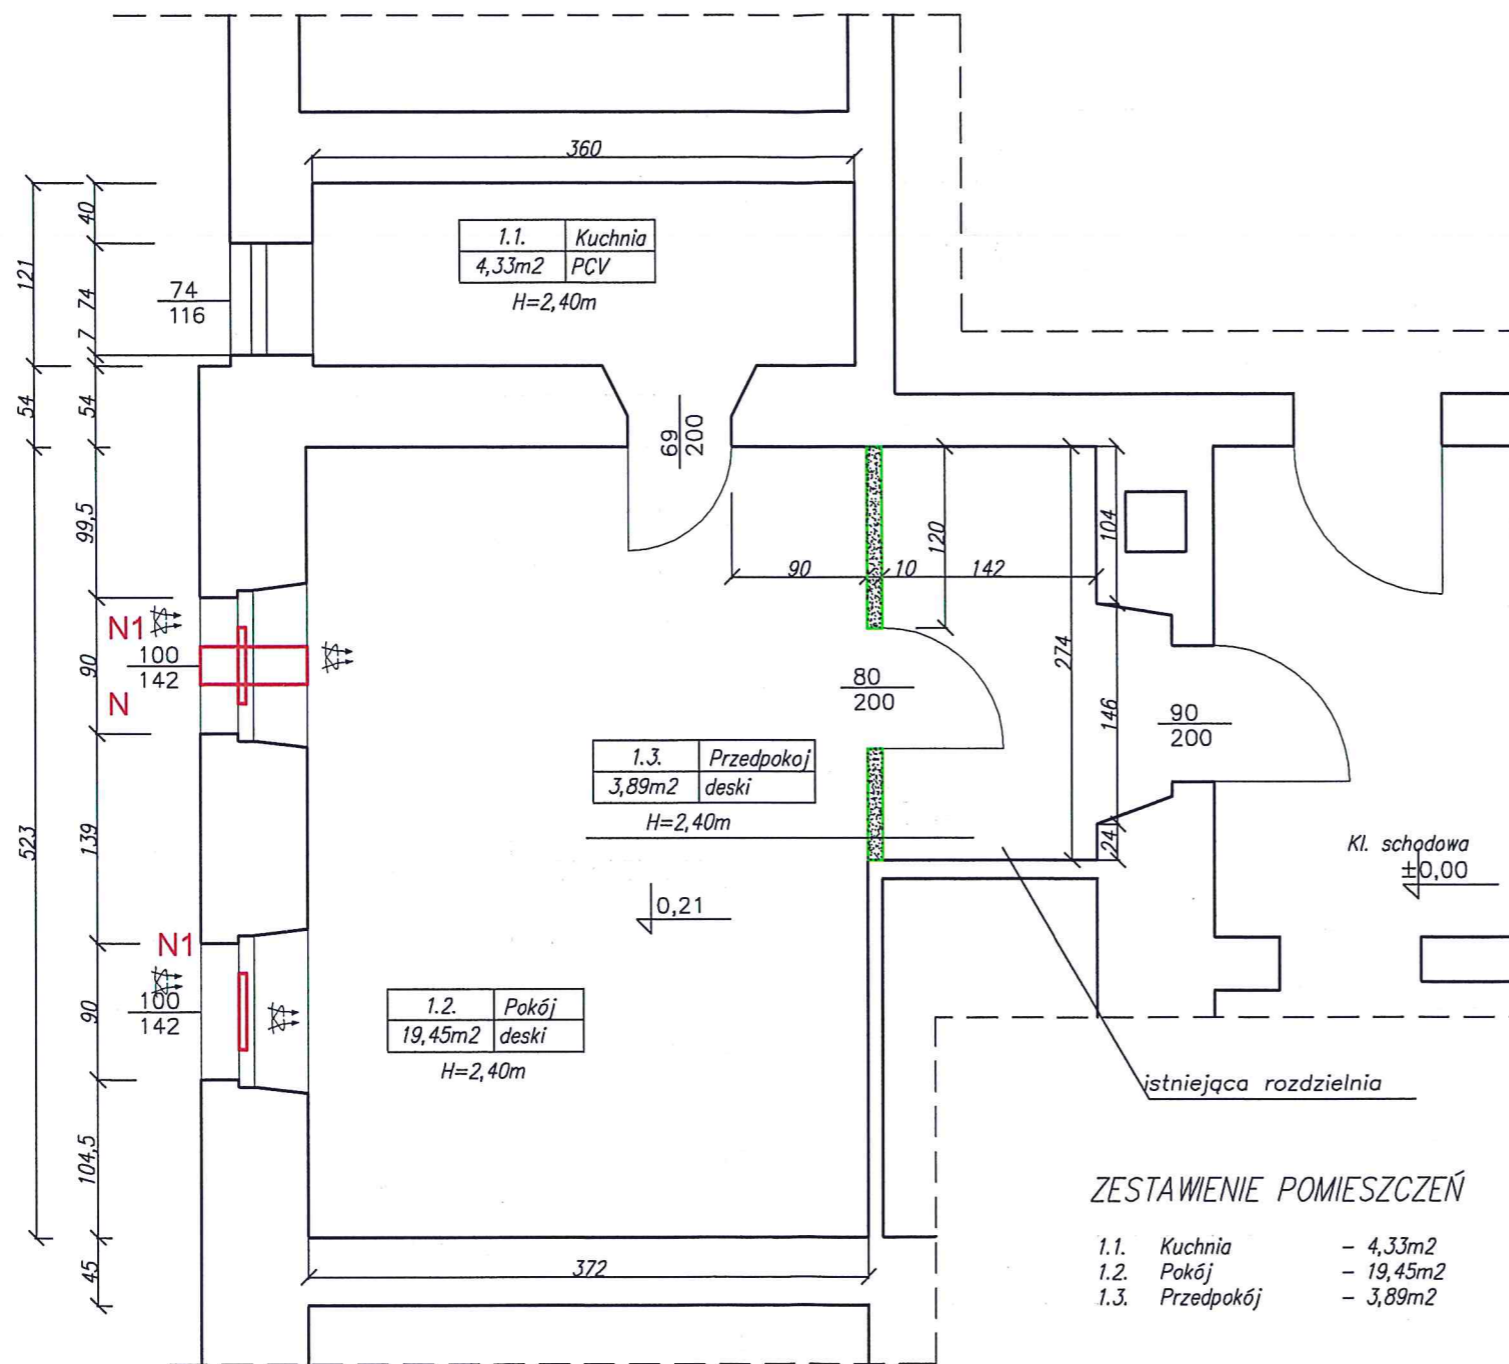 360
40
121
74
7
54
54
1.1. Kuchnia
4,33m2 PCV
H=2,40m
74
116
69
200
99,5
90
139
90
104,5
45
523
N1
100
142
N
120
90
10
142
104
274
146
24
80
200
90
200
1.3. Przedpokoj
3,89m2 deski
H=2,40m
0,21
Kl. schodowa
±0,00
N1
100
142
1.2. Pokój
19,45m2 deski
H=2,40m
372
istniejąca rozdzielnia
ZESTAWIENIE POMIESZCZEŃ
1.1. Kuchnia – 4,33m2
1.2. Pokój – 19,45m2
1.3. Przedpokój – 3,89m2